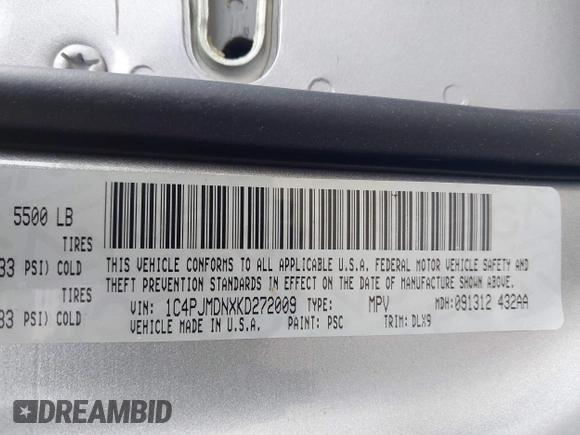 5500 LB
TIRES
33 PSI) COLD
TIRES
33 PSI) COLD
THIS VEHICLE CONFORMS TO ALL APPLICABLE U.S.A. FEDERAL MOTOR VEHICLE SAFETY AND
THEFT PREVENTION STANDARDS IN EFFECT ON THE DATE OF MANUFACTURE SHOWN ABOVE.
VIN: 1C4PJMDNXKD272009 TYPE: MPV MDH:091312 432AA
VEHICLE MADE IN U.S.A. PAINT: PSC TRIM: DLX9
DREAMBID